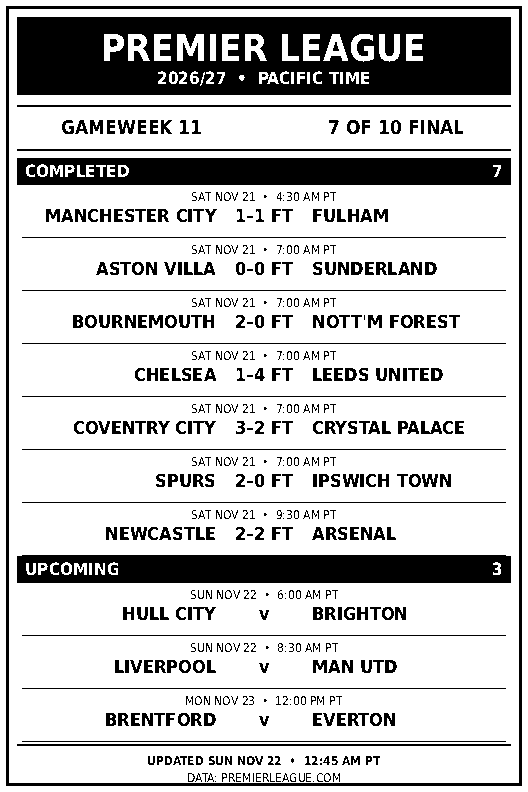 PREMIER LEAGUE
2026/27 • PACIFIC TIME
GAMEWEEK 11 7 OF 10 FINAL
COMPLETED 7
SAT NOV 21 • 4:30 AM PT
MANCHESTER CITY 1–1 FT FULHAM
SAT NOV 21 • 7:00 AM PT
ASTON VILLA 0–0 FT SUNDERLAND
SAT NOV 21 • 7:00 AM PT
BOURNEMOUTH 2–0 FT NOTT'M FOREST
SAT NOV 21 • 7:00 AM PT
CHELSEA 1–4 FT LEEDS UNITED
SAT NOV 21 • 7:00 AM PT
COVENTRY CITY 3–2 FT CRYSTAL PALACE
SAT NOV 21 • 7:00 AM PT
SPURS 2–0 FT IPSWICH TOWN
SAT NOV 21 • 9:30 AM PT
NEWCASTLE 2–2 FT ARSENAL
UPCOMING 3
SUN NOV 22 • 6:00 AM PT
HULL CITY v BRIGHTON
SUN NOV 22 • 8:30 AM PT
LIVERPOOL v MAN UTD
MON NOV 23 • 12:00 PM PT
BRENTFORD v EVERTON
UPDATED SUN NOV 22 • 12:45 AM PT
DATA: PREMIERLEAGUE.COM